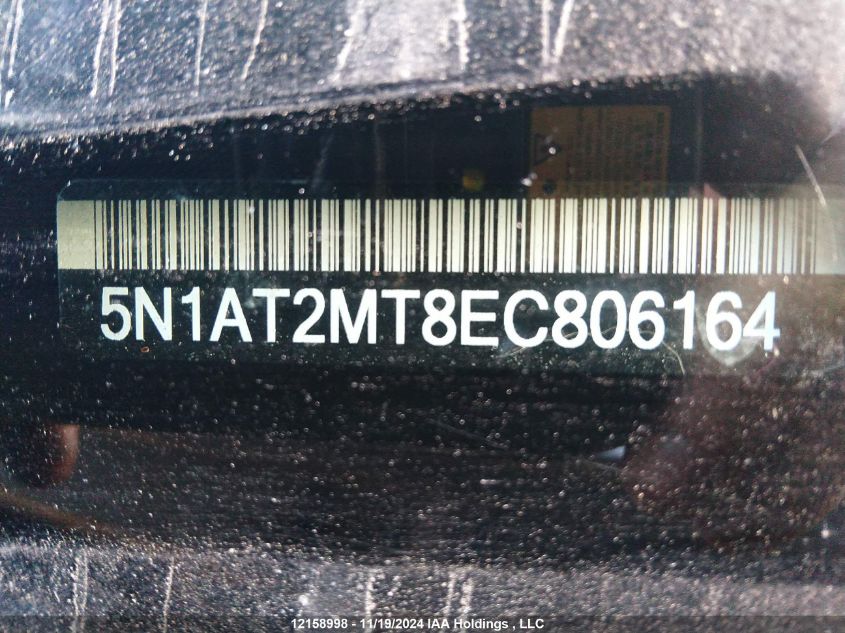 5N1AT2MT8EC806164
12158998 - 11/19/2024 IAA Holdings , LLC